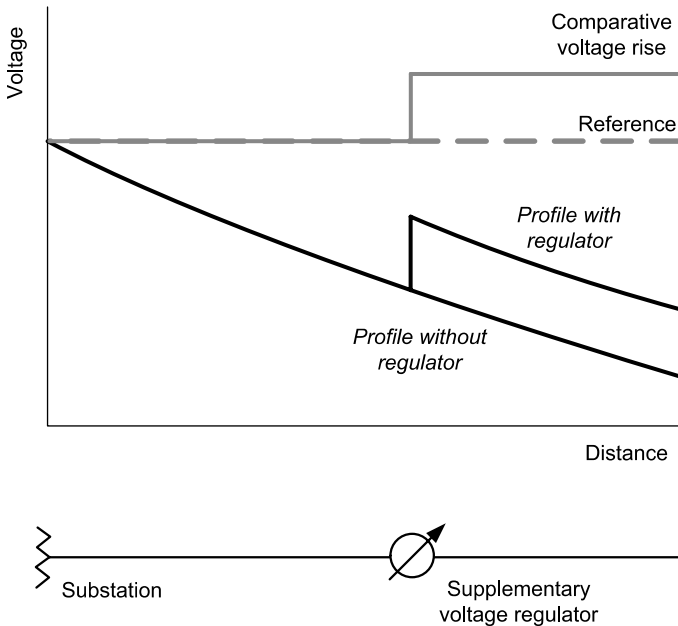 Voltage
Comparative
voltage rise
Reference
Profile with
regulator
Profile without
regulator
Distance
Substation
Supplementary
voltage regulator